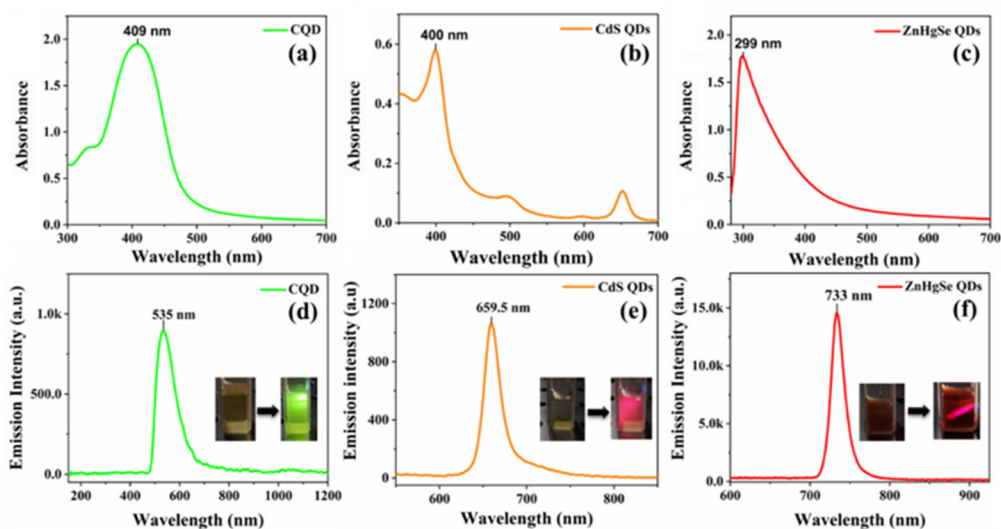 409 nm
CQD
(a)
2.0
1.5
1.0
0.5
0.0
Absorbance
300 400 500 600 700
Wavelength (nm)
400 nm
CdS QDs
(b)
0.6
0.4
0.2
0.0
Absorbance
400 500 600 700
Wavelength (nm)
299 nm
ZnHgSe QDs
(c)
2.0
1.5
1.0
0.5
0.0
Absorbance
300 400 500 600 700
Wavelength (nm)
535 nm
CQD
(d)
1.0k
500.0
0.0
Emission Intensity (a.u.)
200 400 600 800 1000 1200
Wavelength (nm)
659.5 nm
CdS QDs
(e)
1200
800
400
0
Emission intensity (a.u.)
600 700 800
Wavelength (nm)
733 nm
ZnHgSe QDs
(f)
15.0k
10.0k
5.0k
0.0
Emission Intensity (a.u.)
600 700 800 900
Wavelength (nm)